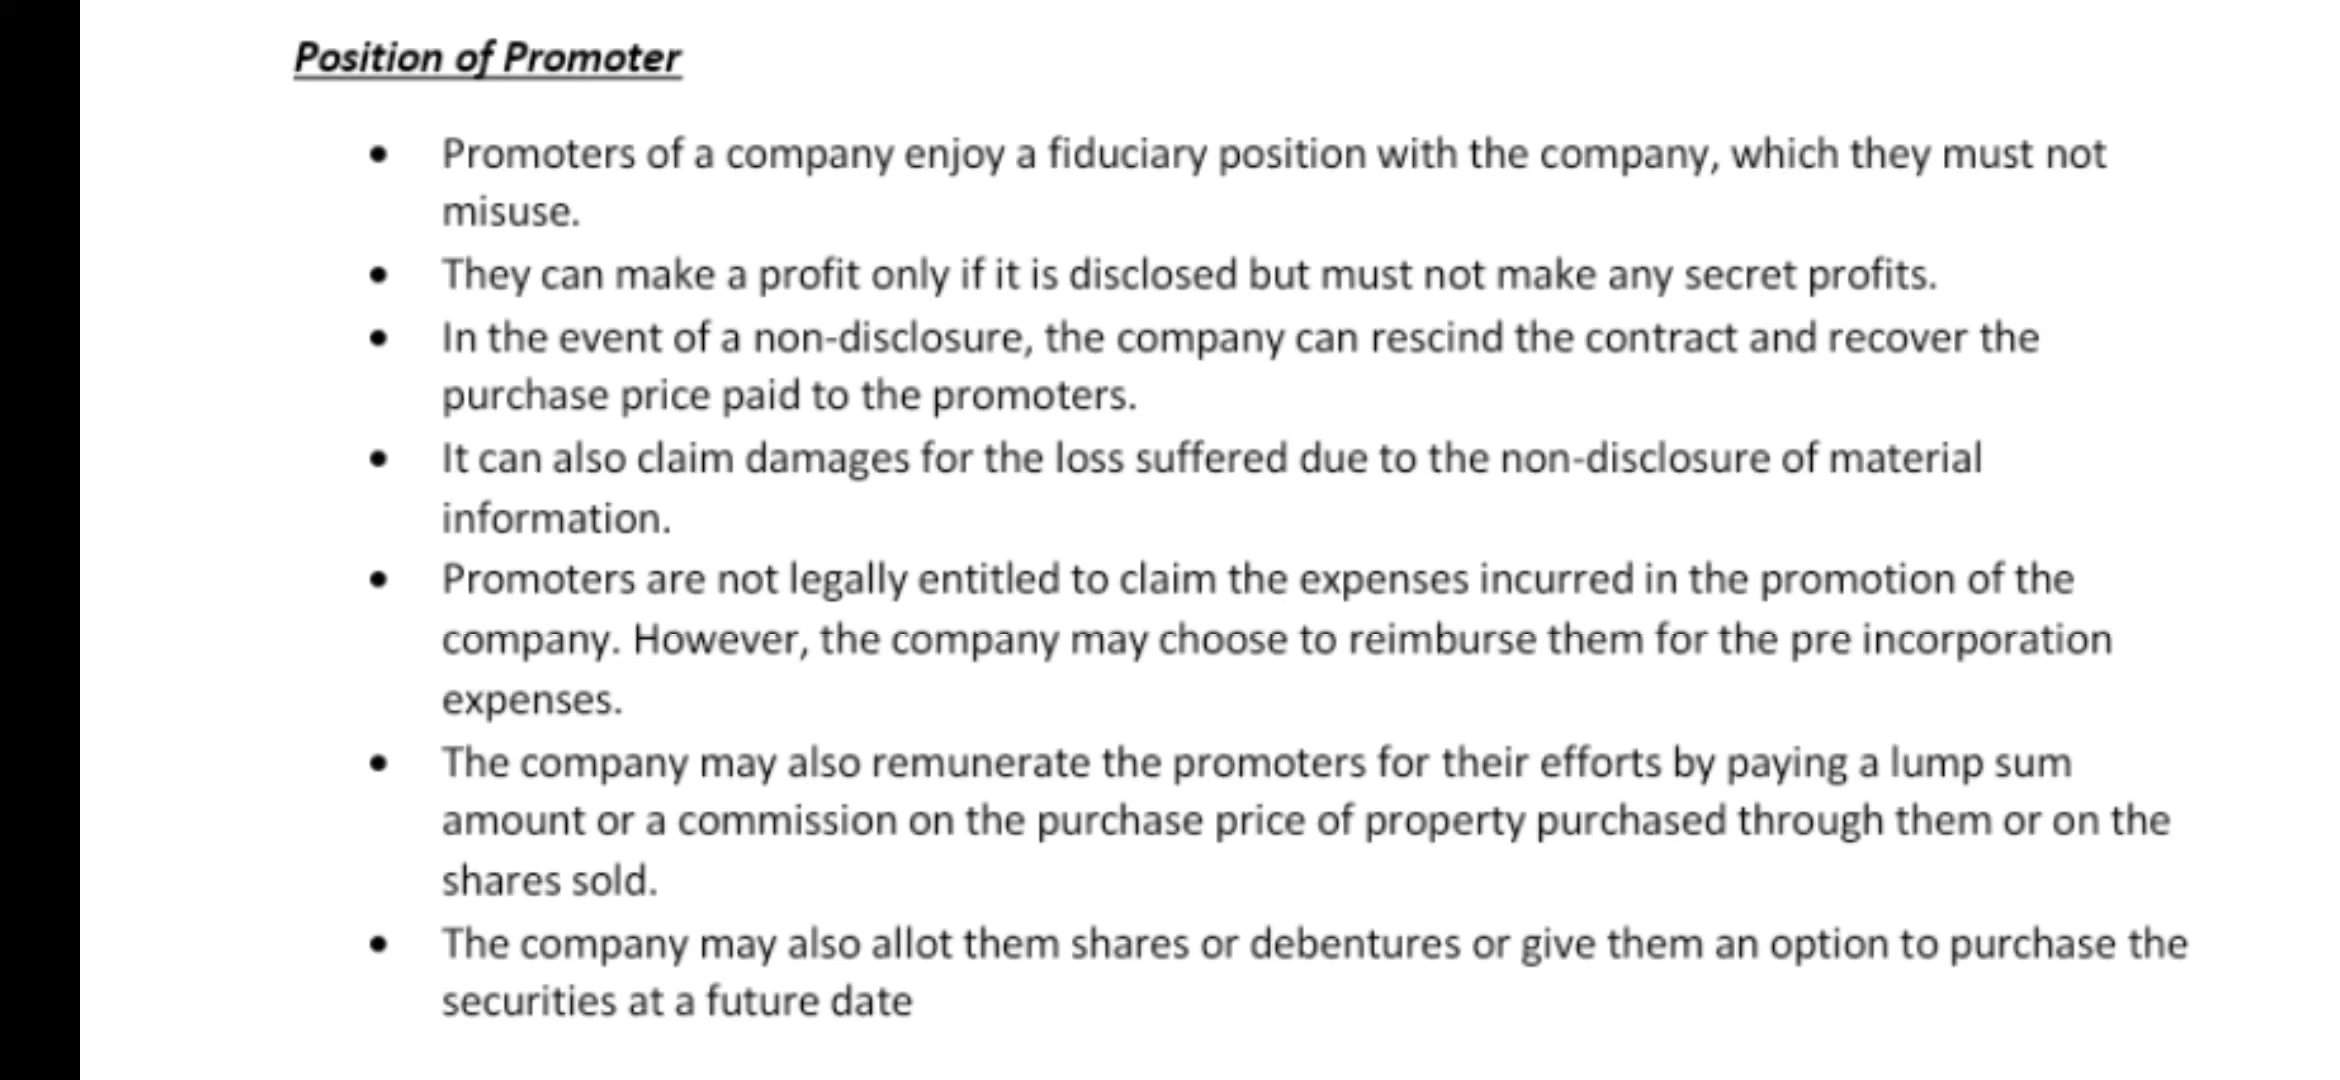 Position of Promoter
• Promoters of a company enjoy a fiduciary position with the company, which they must not
misuse.
• They can make a profit only if it is disclosed but must not make any secret profits.
• In the event of a non-disclosure, the company can rescind the contract and recover the
purchase price paid to the promoters.
• It can also claim damages for the loss suffered due to the non-disclosure of material
information.
• Promoters are not legally entitled to claim the expenses incurred in the promotion of the
company. However, the company may choose to reimburse them for the pre incorporation
expenses.
• The company may also remunerate the promoters for their efforts by paying a lump sum
amount or a commission on the purchase price of property purchased through them or on the
shares sold.
• The company may also allot them shares or debentures or give them an option to purchase the
securities at a future date